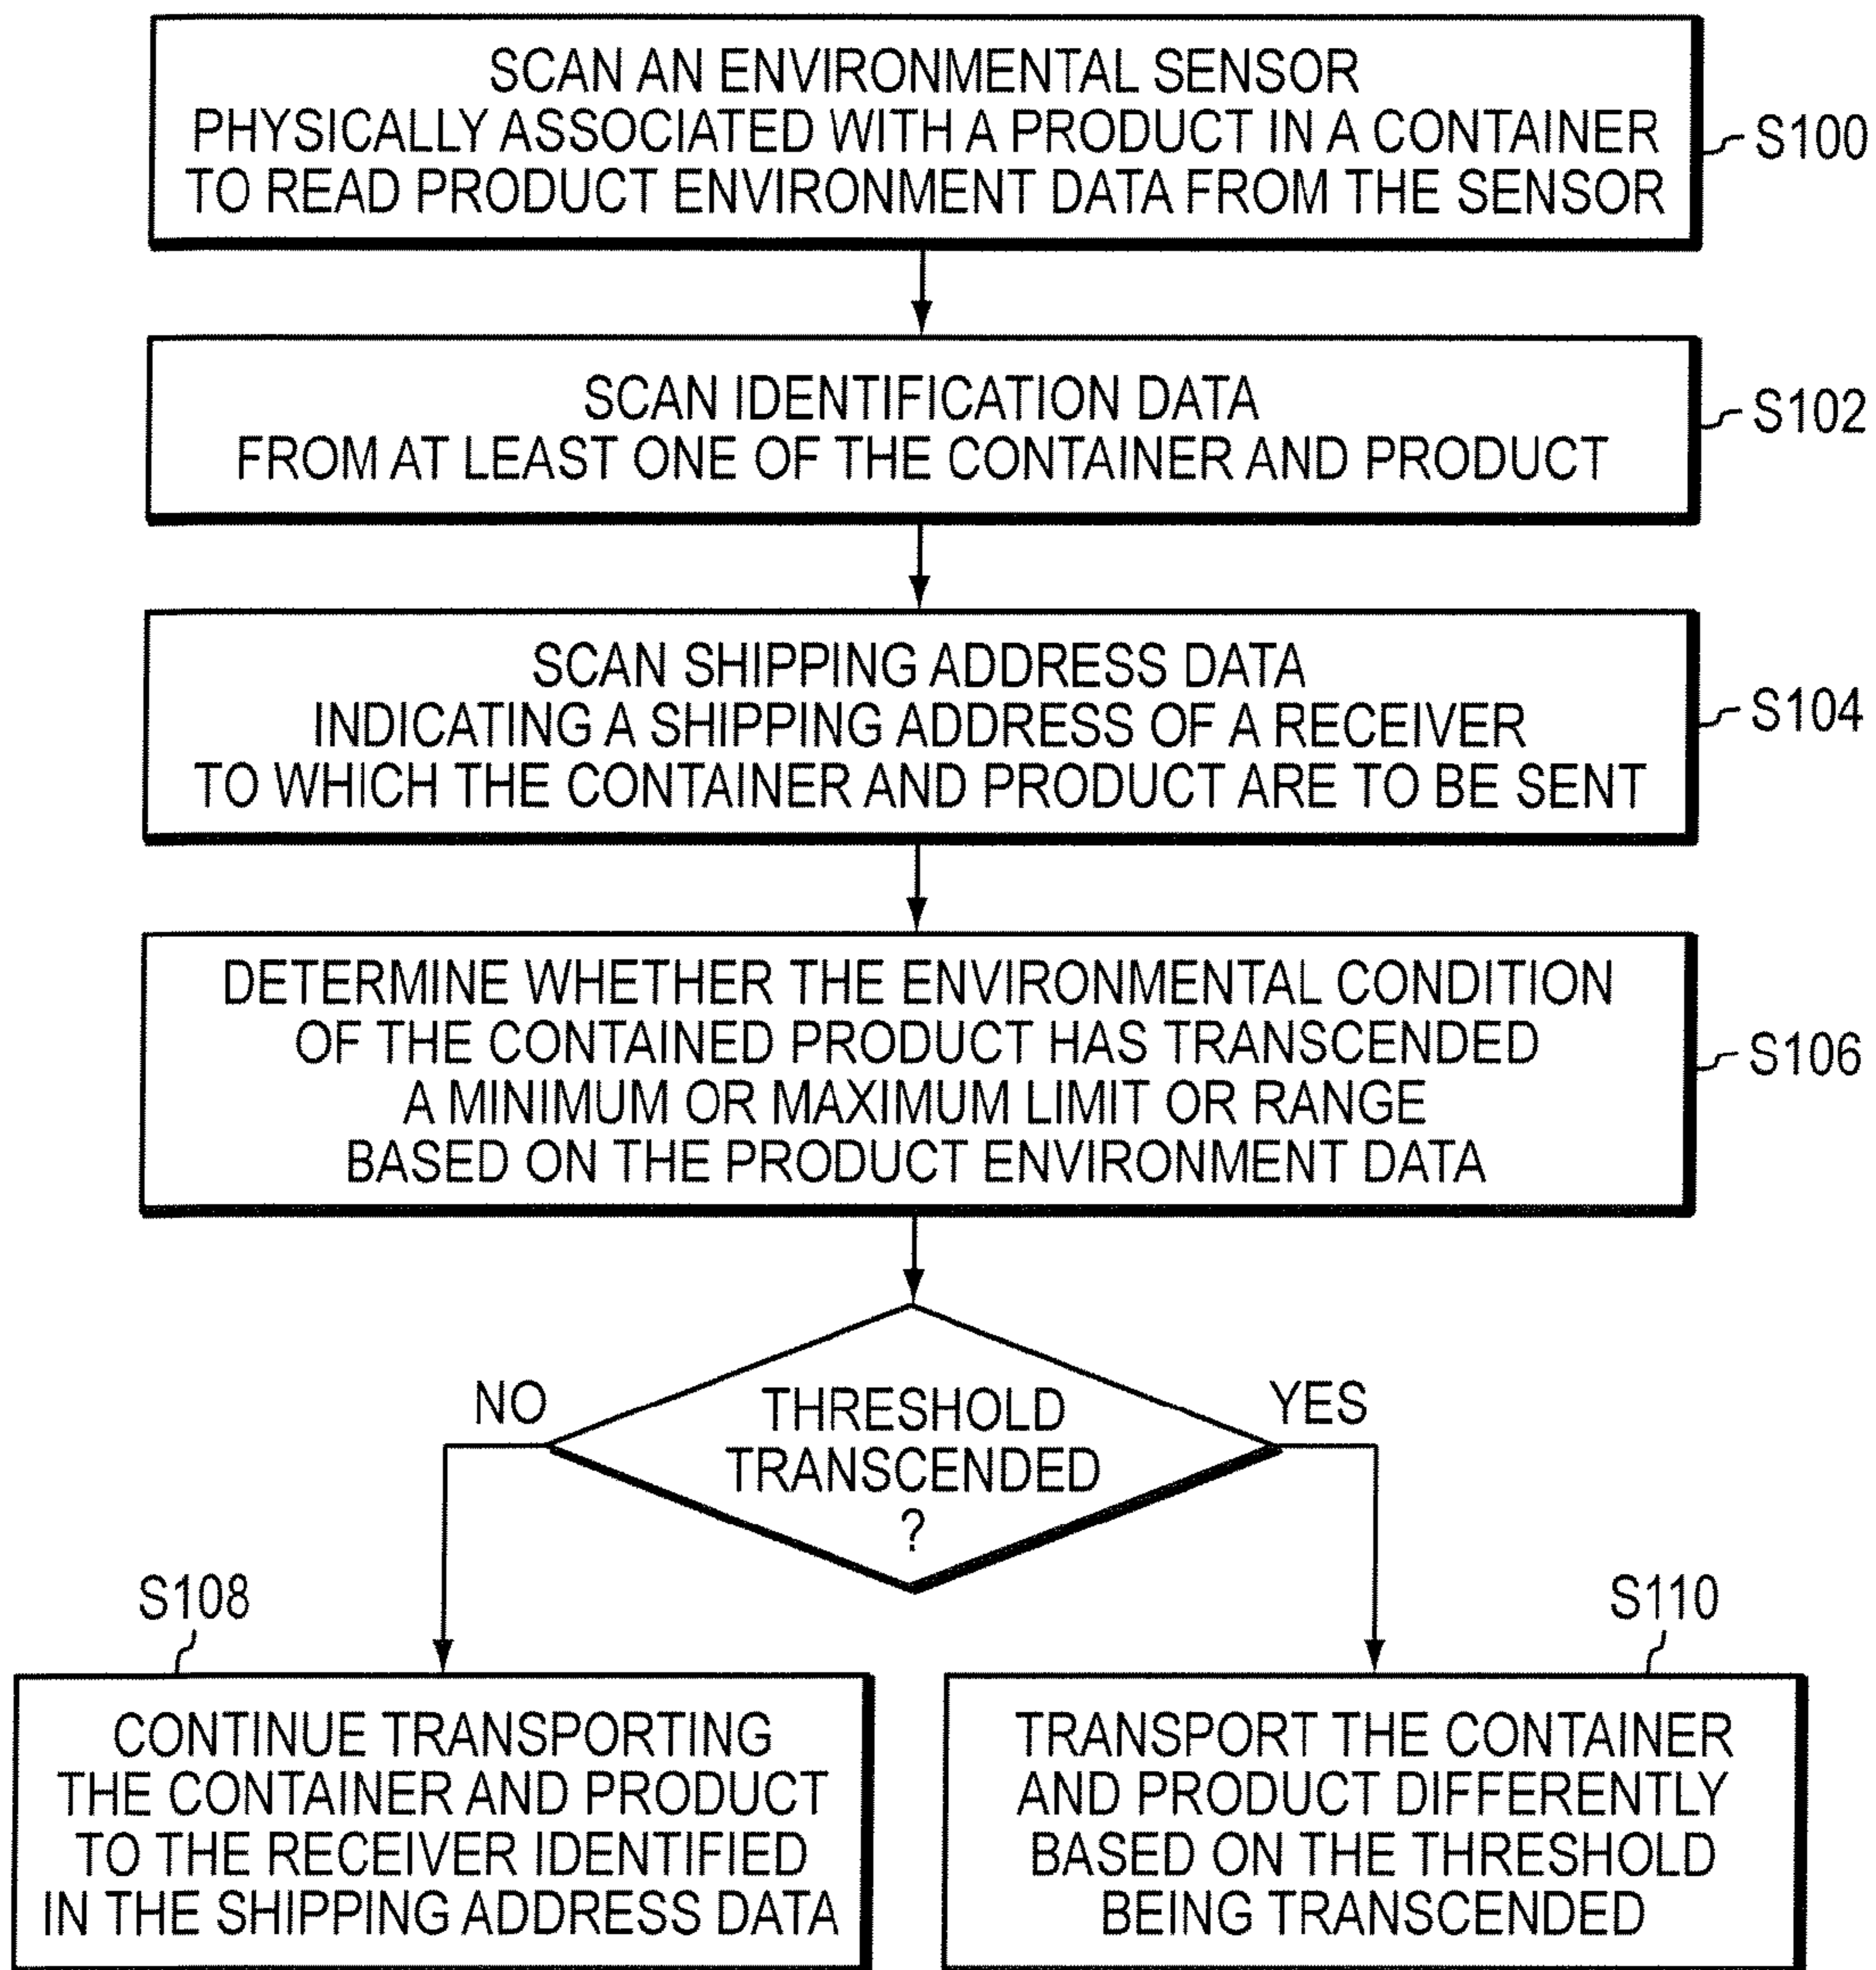 SCAN AN ENVIRONMENTAL SENSOR
PHYSICALLY ASSOCIATED WITH A PRODUCT IN A CONTAINER
TO READ PRODUCT ENVIRONMENT DATA FROM THE SENSOR
S100
SCAN IDENTIFICATION DATA
FROM AT LEAST ONE OF THE CONTAINER AND PRODUCT
S102
SCAN SHIPPING ADDRESS DATA
INDICATING A SHIPPING ADDRESS OF A RECEIVER
TO WHICH THE CONTAINER AND PRODUCT ARE TO BE SENT
S104
DETERMINE WHETHER THE ENVIRONMENTAL CONDITION
OF THE CONTAINED PRODUCT HAS TRANSCENDED
A MINIMUM OR MAXIMUM LIMIT OR RANGE
BASED ON THE PRODUCT ENVIRONMENT DATA
S106
NO
THRESHOLD
TRANSCENDED
?
YES
S108
CONTINUE TRANSPORTING
THE CONTAINER AND PRODUCT
TO THE RECEIVER IDENTIFIED
IN THE SHIPPING ADDRESS DATA
S110
TRANSPORT THE CONTAINER
AND PRODUCT DIFFERENTLY
BASED ON THE THRESHOLD
BEING TRANSCENDED